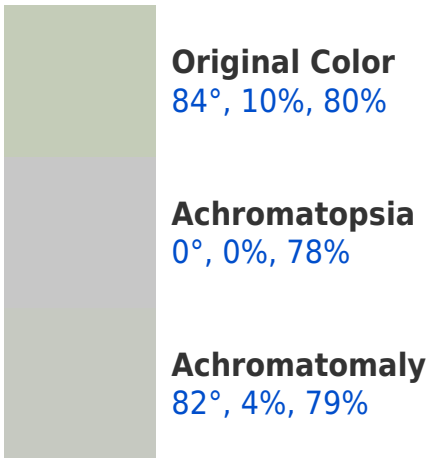 Original Color
84°, 10%, 80%
Achromatopsia
0°, 0%, 78%
Achromatomaly
82°, 4%, 79%